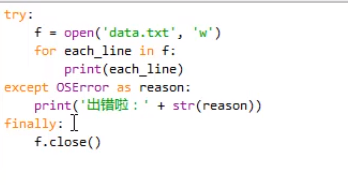 try:
    f = open('data.txt', 'w')
    for each_line in f:
        print(each_line)
except OSError as reason:
    print('出错啦：' + str(reason))
finally:
    f.close()